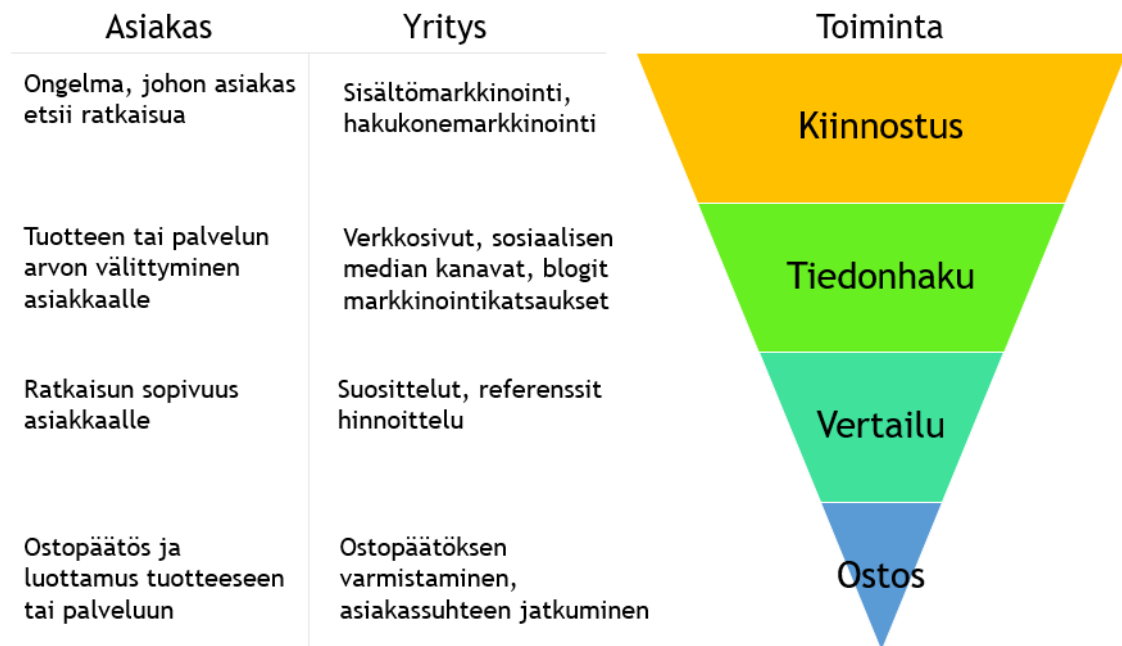 Asiakas
Yritys
Toiminta
Ongelma, johon asiakas
etsii ratkaisua
Sisältömarkkinointi,
hakukonemarkkinointi
Kiinnostus
Tuotteen tai palvelun
arvon välittyminen
asiakkaalle
Verkkosivut, sosiaalisen
median kanavat, blogit
markkinointikatsaukset
Tiedonhaku
Ratkaisun sopivuus
asiakkaalle
Suosittelut, referenssit
hinnoittelu
Vertailu
Ostopäätös ja
luottamus tuotteeseen
tai palveluun
Ostopäätöksen
varmistaminen,
asiakassuhteen jatkuminen
Ostos